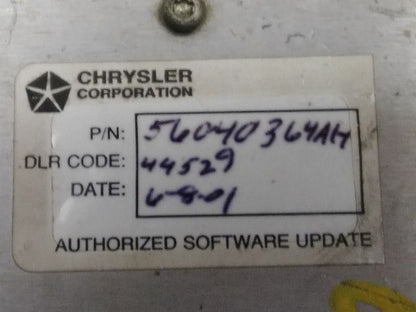 CHRYSLER
CORPORATION
P/N: 56040364AH
DLR CODE: 44529
DATE: 6-8-01
AUTHORIZED SOFTWARE UPDATE